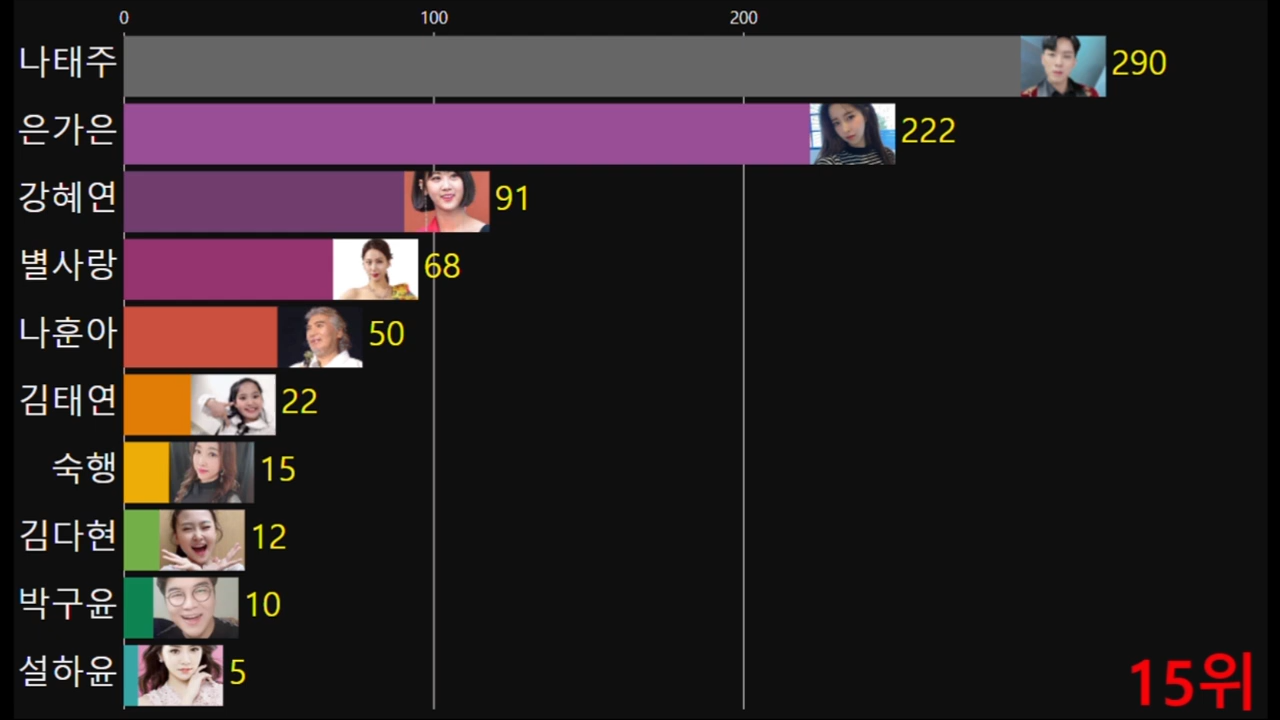 0 100 200
나태주 290
은가은 222
강혜연 91
별사랑 68
나훈아 50
김태연 22
숙행 15
김다현 12
박구윤 10
설하윤 5
15위